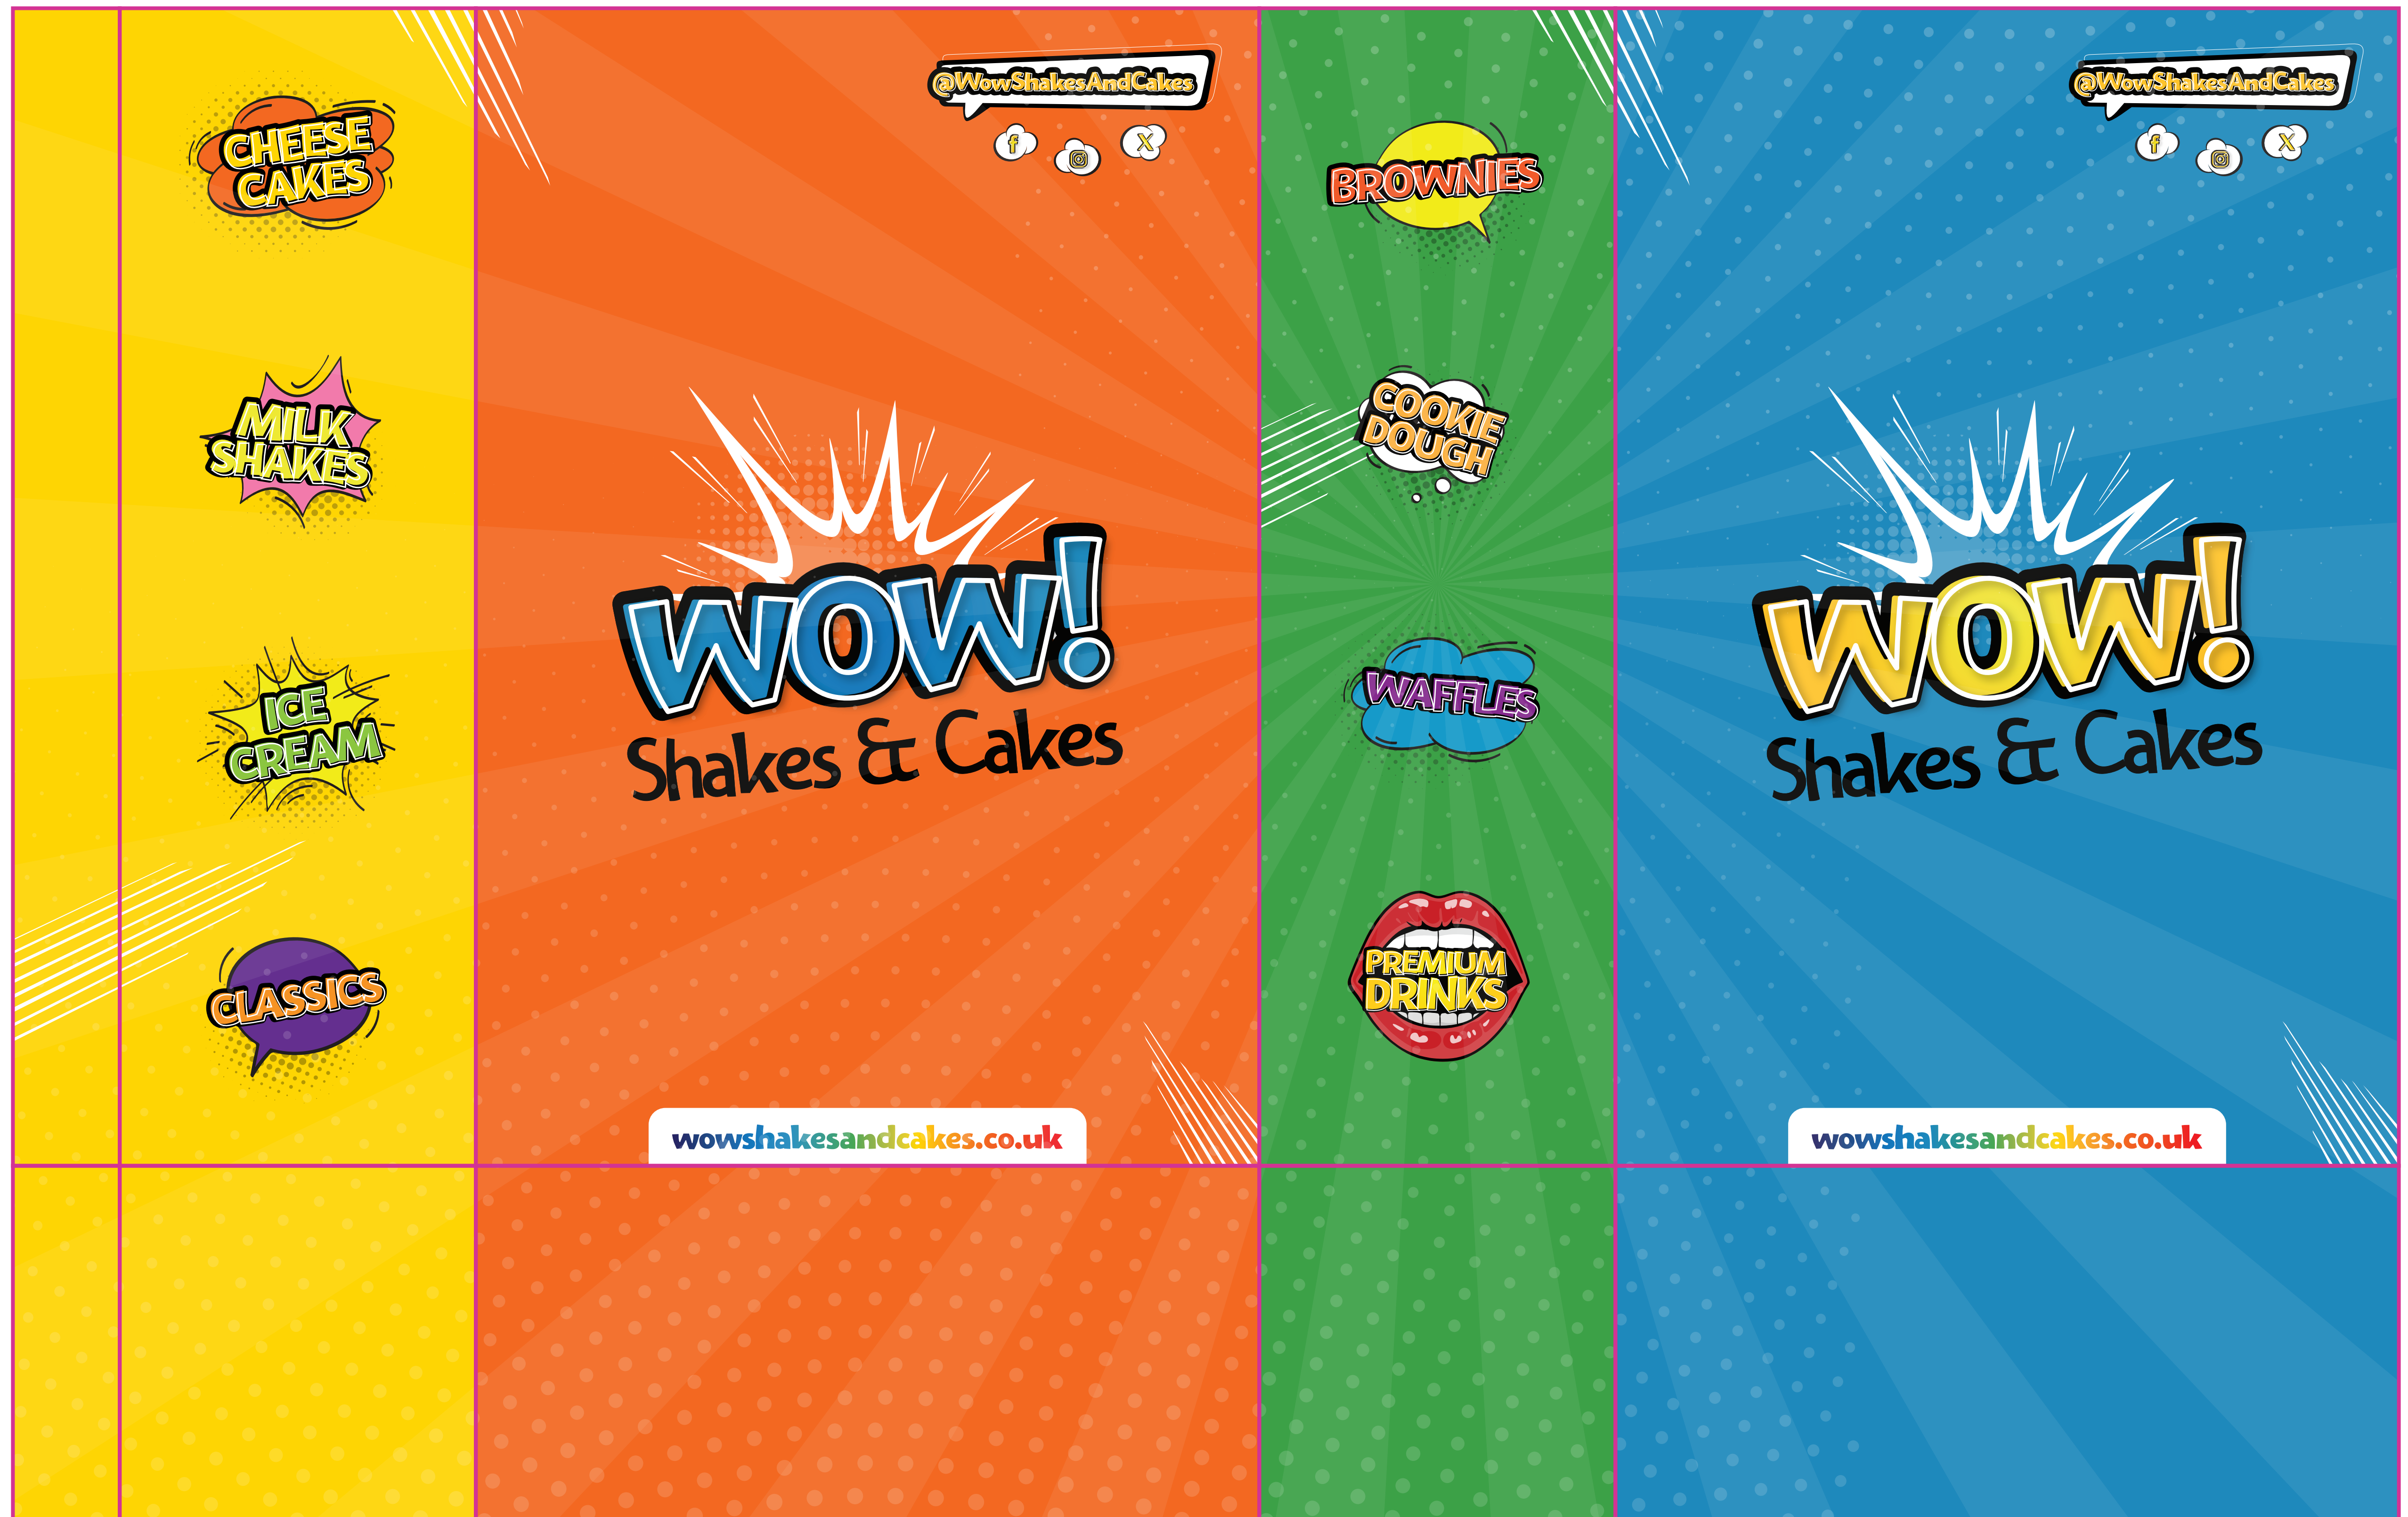 CHEESE
CAKES
MILK
SHAKES
ICE
CREAM
CLASSICS
@WowShakesAndCakes
f
X
WOW!
Shakes & Cakes
wowshakesandcakes.co.uk
BROWNIES
COOKIE
DOUGH
WAFFLES
PREMIUM
DRINKS
@WowShakesAndCakes
f
X
WOW!
Shakes & Cakes
wowshakesandcakes.co.uk